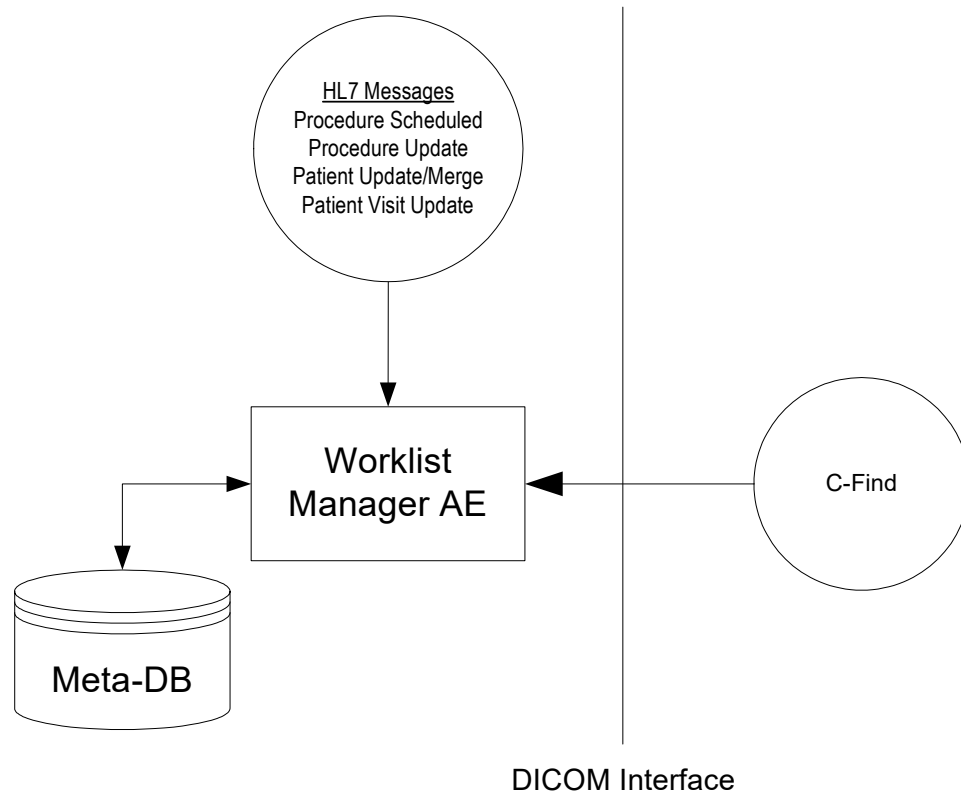 HL7 Messages
Procedure Scheduled
Procedure Update
Patient Update/Merge
Patient Visit Update
Worklist
Manager AE
C-Find
Meta-DB
DICOM Interface